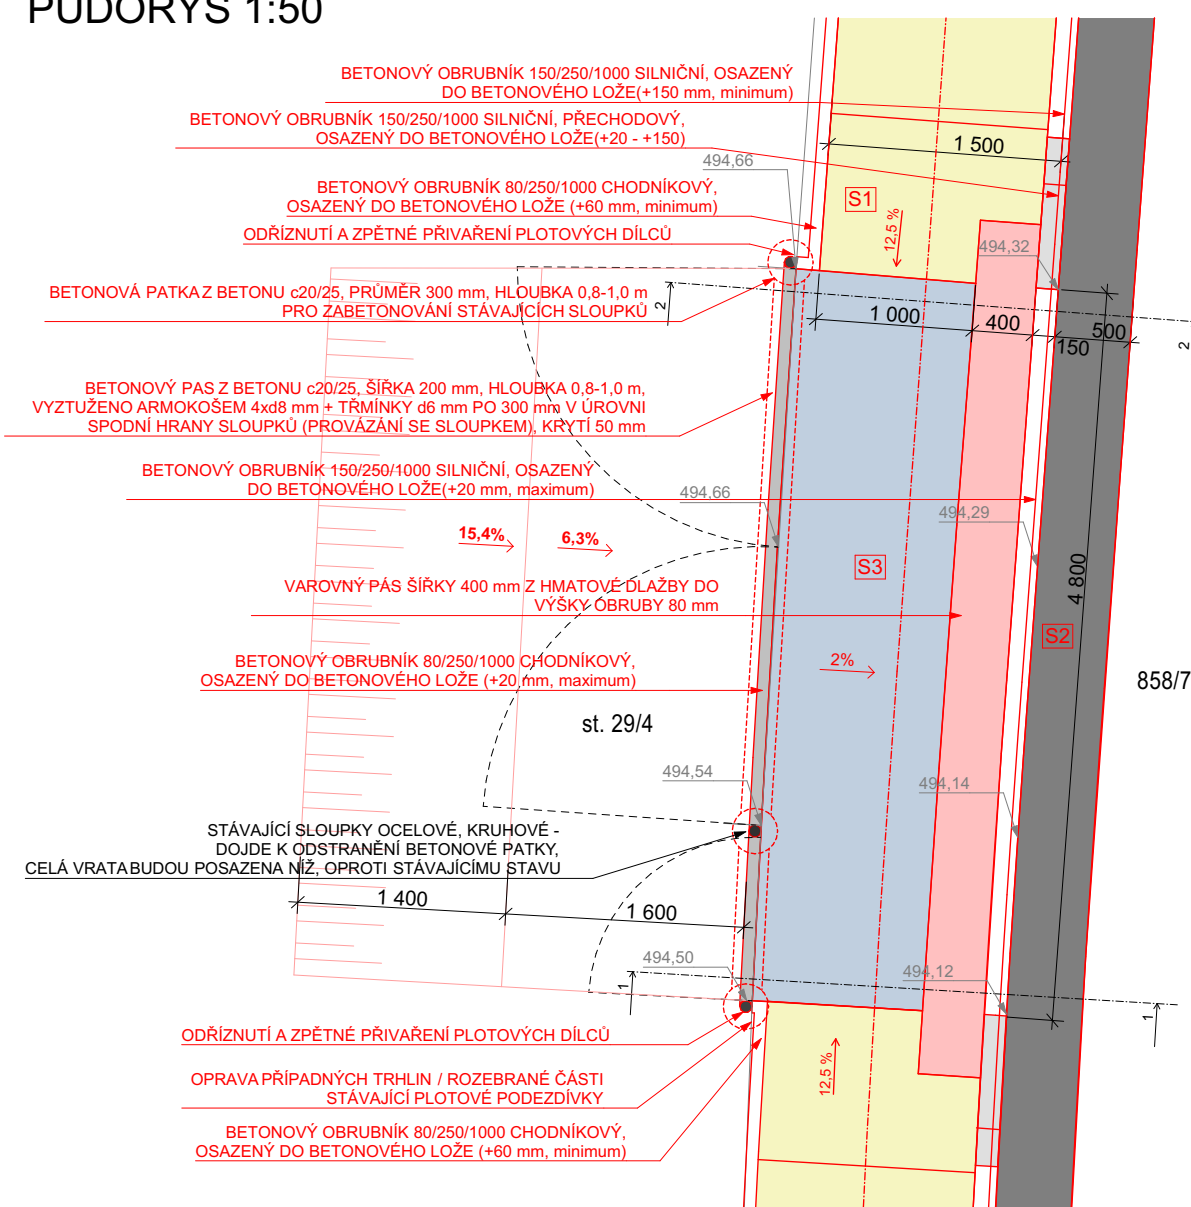 PŮDORYS 1:50
BETONOVÝ OBRUBNÍK 150/250/1000 SILNIČNÍ, OSAZENÝ
DO BETONOVÉHO LOŽE(+150 mm, minimum)
BETONOVÝ OBRUBNÍK 150/250/1000 SILNIČNÍ, PŘECHODOVÝ,
OSAZENÝ DO BETONOVÉHO LOŽE(+20 - +150)
1 500
494,66
BETONOVÝ OBRUBNÍK 80/250/1000 CHODNÍKOVÝ,
OSAZENÝ DO BETONOVÉHO LOŽE (+60 mm, minimum)
S1
12,5 %
ODŘÍZNUTÍ A ZPĚTNÉ PŘIVAŘENÍ PLOTOVÝCH DÍLCŮ
494,32
BETONOVÁ PATKA Z BETONU c20/25, PRŮMĚR 300 mm, HLOUBKA 0,8-1,0 m
PRO ZABETONOVÁNÍ STÁVAJÍCÍCH SLOUPKŮ
2
1 000
400
150
500
2
BETONOVÝ PAS Z BETONU c20/25, ŠÍŘKA 200 mm, HLOUBKA 0,8-1,0 m,
VYZTUŽENO ARMOKOŠEM 4xd8 mm + TŘMÍNKY d6 mm PO 300 mm V ÚROVNI
SPODNÍ HRANY SLOUPKŮ (PROVÁZÁNÍ SE SLOUPKEM), KRYTÍ 50 mm
BETONOVÝ OBRUBNÍK 150/250/1000 SILNIČNÍ, OSAZENÝ
DO BETONOVÉHO LOŽE(+20 mm, maximum)
494,66
494,29
15,4%
6,3%
S3
4 800
VAROVNÝ PÁS ŠÍŘKY 400 mm Z HMATOVÉ DLAŽBY DO
VÝŠKY OBRUBY 80 mm
S2
BETONOVÝ OBRUBNÍK 80/250/1000 CHODNÍKOVÝ,
OSAZENÝ DO BETONOVÉHO LOŽE (+20 mm, maximum)
2%
858/7
st. 29/4
494,54
494,14
STÁVAJÍCÍ SLOUPKY OCELOVÉ, KRUHOVÉ -
DOJDE K ODSTRANĚNÍ BETONOVÉ PATKY,
CELÁ VRATA BUDOU POSAZENA NÍŽ, OPROTI STÁVAJÍCÍMU STAVU
1 400
1 600
494,50
494,12
1
1
ODŘÍZNUTÍ A ZPĚTNÉ PŘIVAŘENÍ PLOTOVÝCH DÍLCŮ
12,5 %
OPRAVA PŘÍPADNÝCH TRHLIN / ROZEBRANÉ ČÁSTI
STÁVAJÍCÍ PLOTOVÉ PODEZDÍVKY
BETONOVÝ OBRUBNÍK 80/250/1000 CHODNÍKOVÝ,
OSAZENÝ DO BETONOVÉHO LOŽE (+60 mm, minimum)